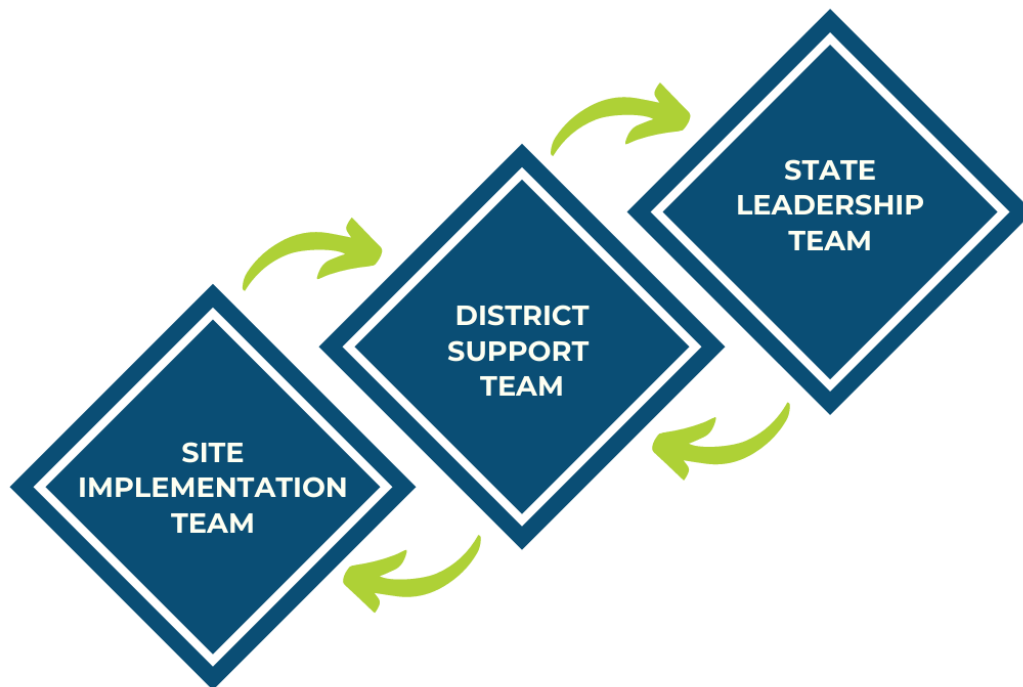 STATE
LEADERSHIP
TEAM
DISTRICT
SUPPORT
TEAM
SITE
IMPLEMENTATION
TEAM